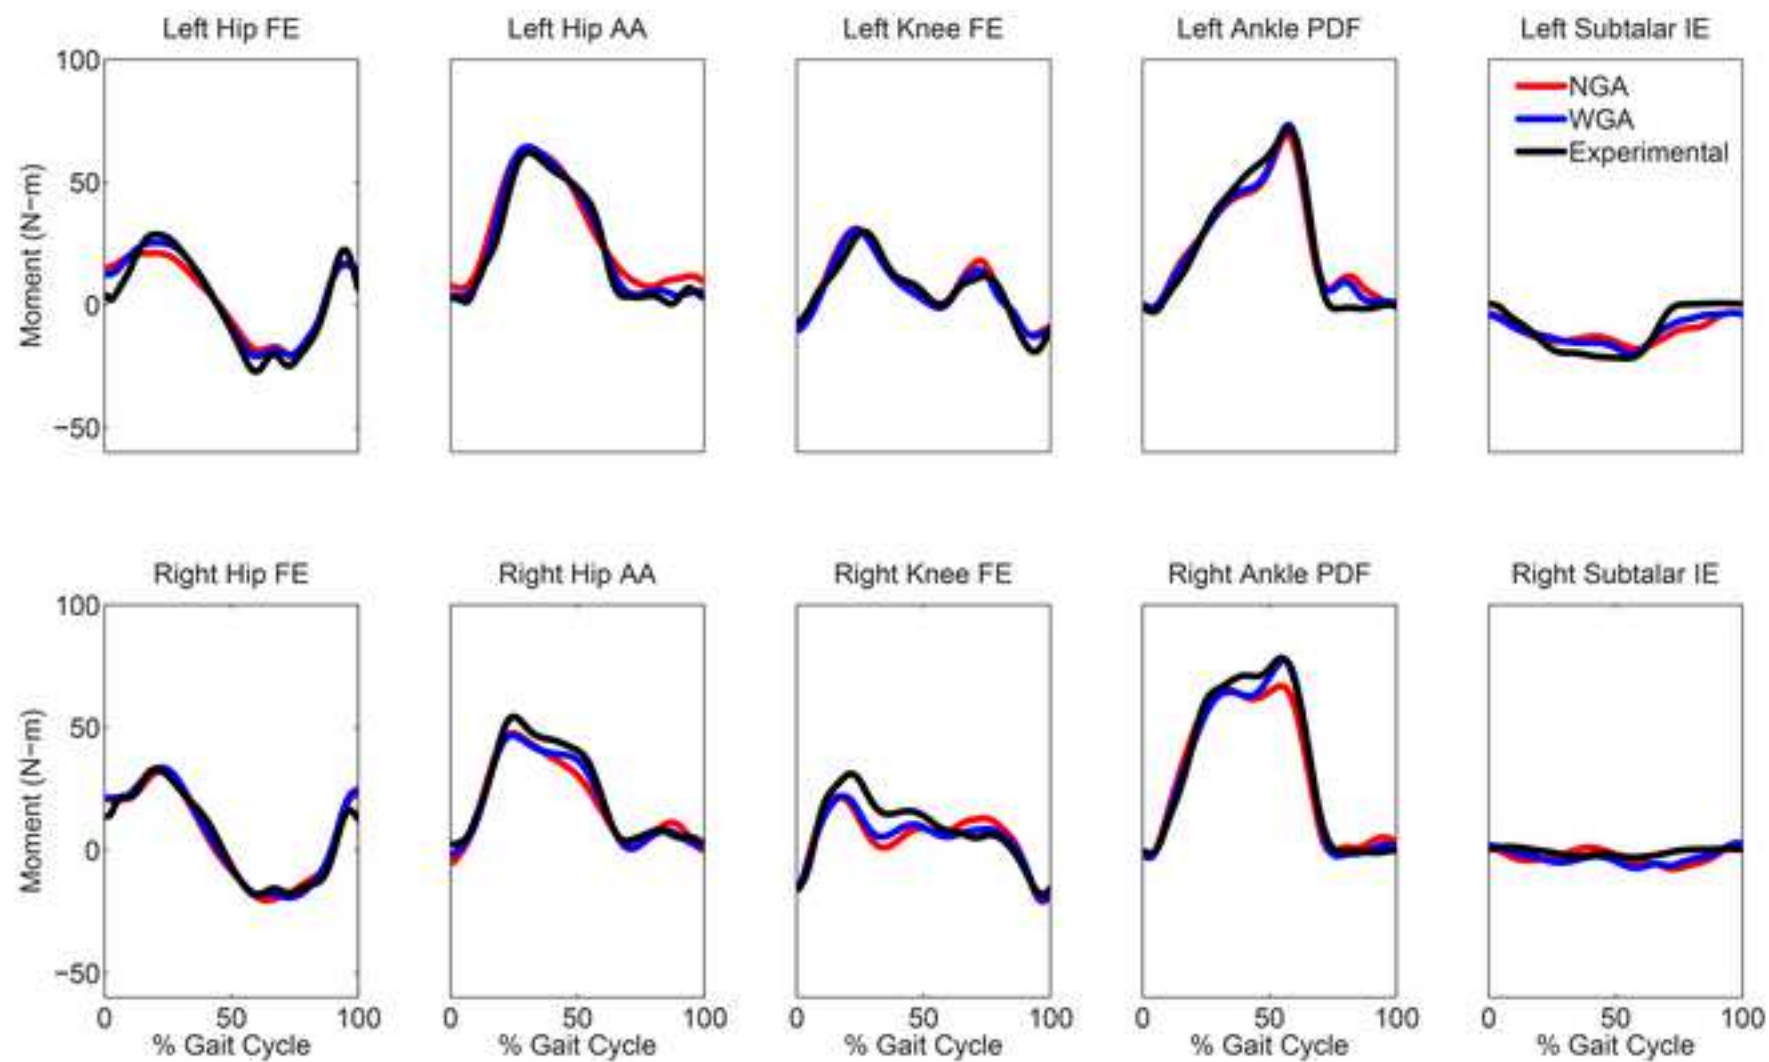 Left Hip FE
Left Hip AA
Left Knee FE
Left Ankle PDF
Left Subtalar IE
100
50
0
−50
Moment (N−m)
NGA
WGA
Experimental
Right Hip FE
Right Hip AA
Right Knee FE
Right Ankle PDF
Right Subtalar IE
100
50
0
−50
Moment (N−m)
0 50 100
0 50 100
0 50 100
0 50 100
0 50 100
% Gait Cycle
% Gait Cycle
% Gait Cycle
% Gait Cycle
% Gait Cycle